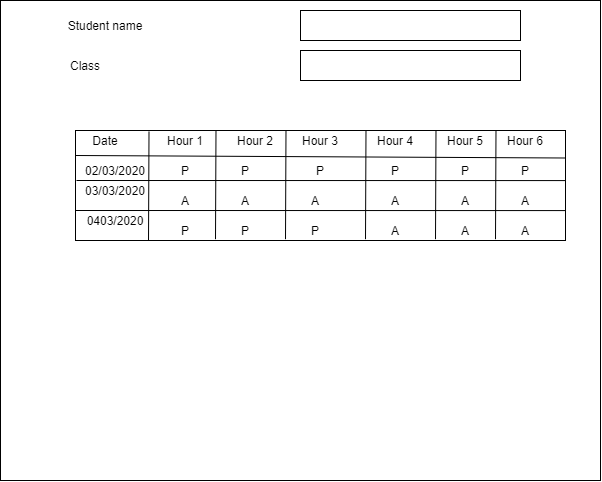 Student name
Class
Date Hour 1 Hour 2 Hour 3 Hour 4 Hour 5 Hour 6
02/03/2020 P P P P P P
03/03/2020 A A A A A A
0403/2020 P P P A A A